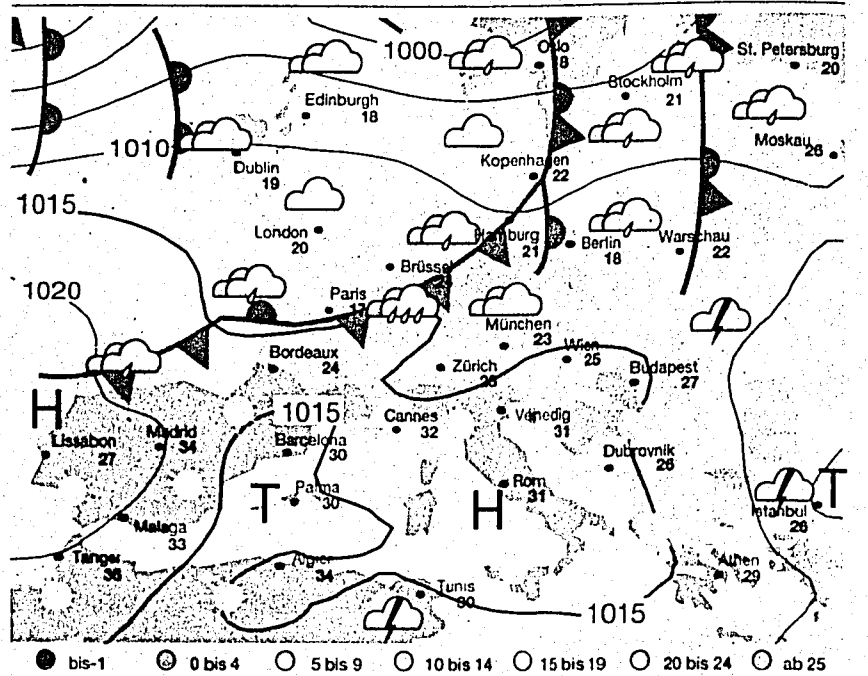 1000
Oslo
8
St. Petersburg
20
Stockholm
21
Edinburgh
18
Moskau
26
1010
Dublin
19
Kopenhagen
22
1015
London
20
Hamburg
21
Berlin
18
Warschau
22
Brüssel
1020
Paris
17
München
23
Wien
25
Bordeaux
24
Zürich
Budapest
27
H
1015
Cannes
32
Venedig
31
Lissabon
27
Madrid
34
Barcelona
30
Dubrovnik
26
T
Palma
30
H
Rom
31
T
Istanbul
26
Malaga
33
Tanger
Algier
34
Athen
29
Tunis
1015
bis-1 0 bis 4 5 bis 9 10 bis 14 15 bis 19 20 bis 24 ab 25